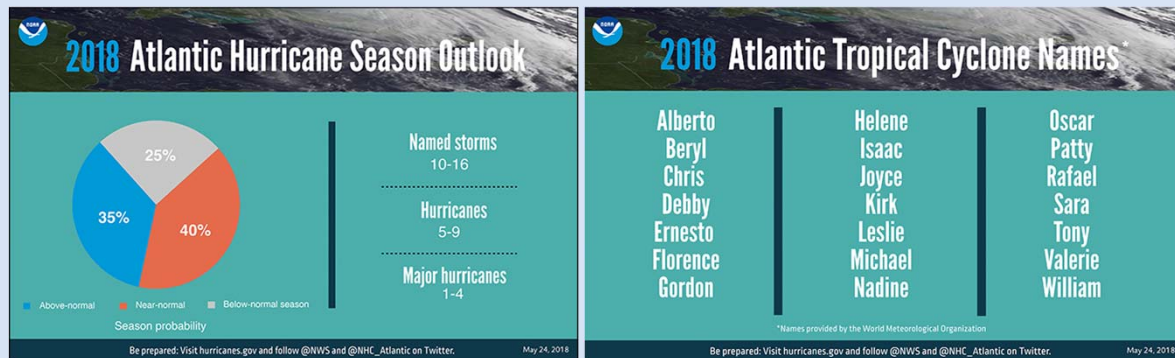 NOAA
2018 Atlantic Hurricane Season Outlook
25%
35%
40%
Above-normal
Near-normal
Below-normal season
Season probability
Named storms
10-16
Hurricanes
5-9
Major hurricanes
1-4
Be prepared: Visit hurricanes.gov and follow @NWS and @NHC_Atlantic on Twitter.
May 24, 2018
NOAA
2018 Atlantic Tropical Cyclone Names*
Alberto
Beryl
Chris
Debby
Ernesto
Florence
Gordon
Helene
Isaac
Joyce
Kirk
Leslie
Michael
Nadine
Oscar
Patty
Rafael
Sara
Tony
Valerie
William
*Names provided by the World Meteorological Organization
Be prepared: Visit hurricanes.gov and follow @NWS and @NHC_Atlantic on Twitter.
May 24, 2018